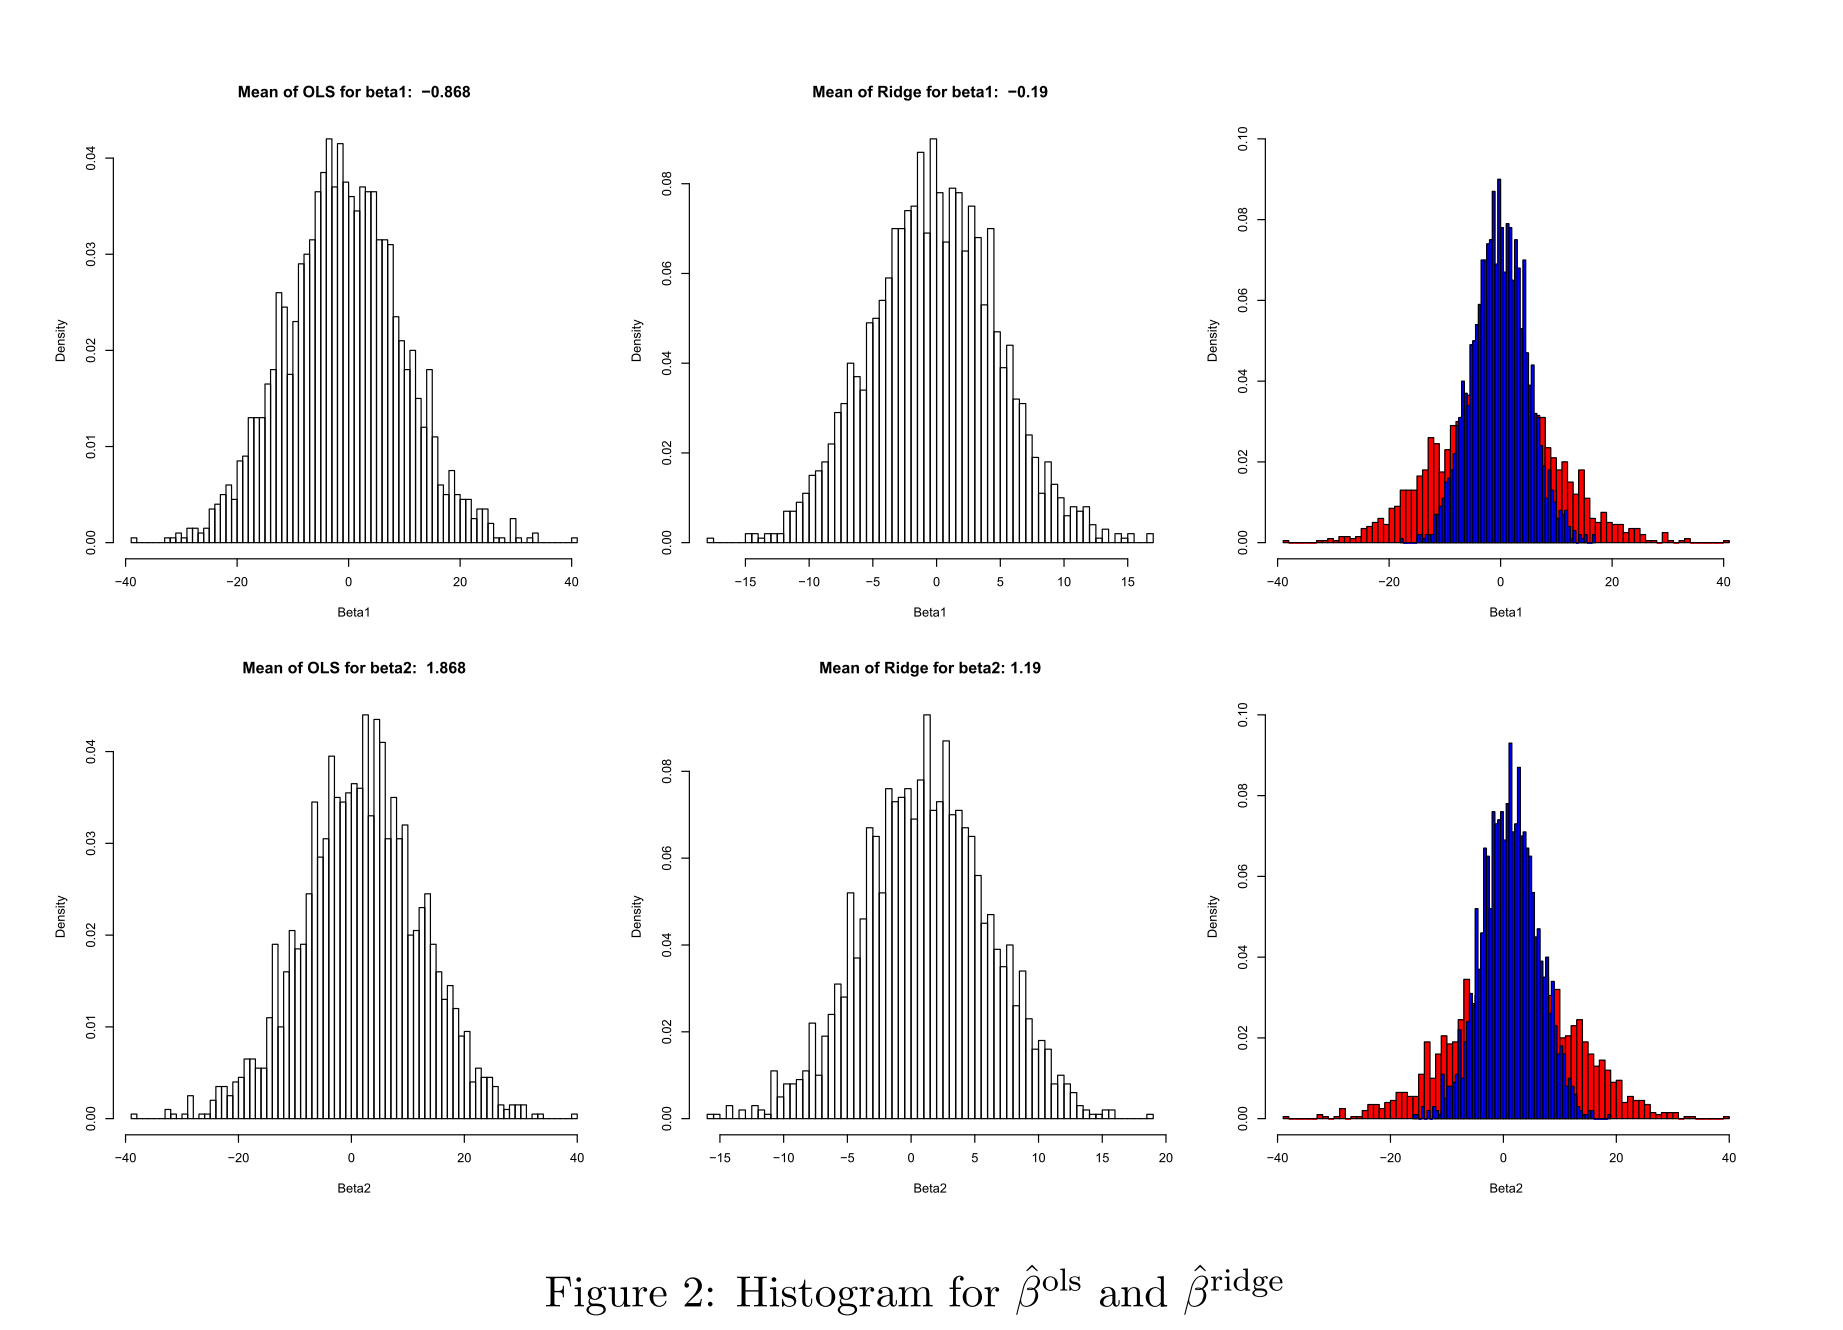 Mean of OLS for beta1:  −0.868
Density
0.00 0.01 0.02 0.03 0.04
−40 −20 0 20 40
Beta1
Mean of Ridge for beta1:  −0.19
Density
0.00 0.02 0.04 0.06 0.08
−15 −10 −5 0 5 10 15
Beta1
Density
0.00 0.02 0.04 0.06 0.08 0.10
−40 −20 0 20 40
Beta1
Mean of OLS for beta2:  1.868
Density
0.00 0.01 0.02 0.03 0.04
−40 −20 0 20 40
Beta2
Mean of Ridge for beta2: 1.19
Density
0.00 0.02 0.04 0.06 0.08
−15 −10 −5 0 5 10 15 20
Beta2
Density
0.00 0.02 0.04 0.06 0.08 0.10
−40 −20 0 20 40
Beta2
Figure 2: Histogram for β̂^ols and β̂^ridge